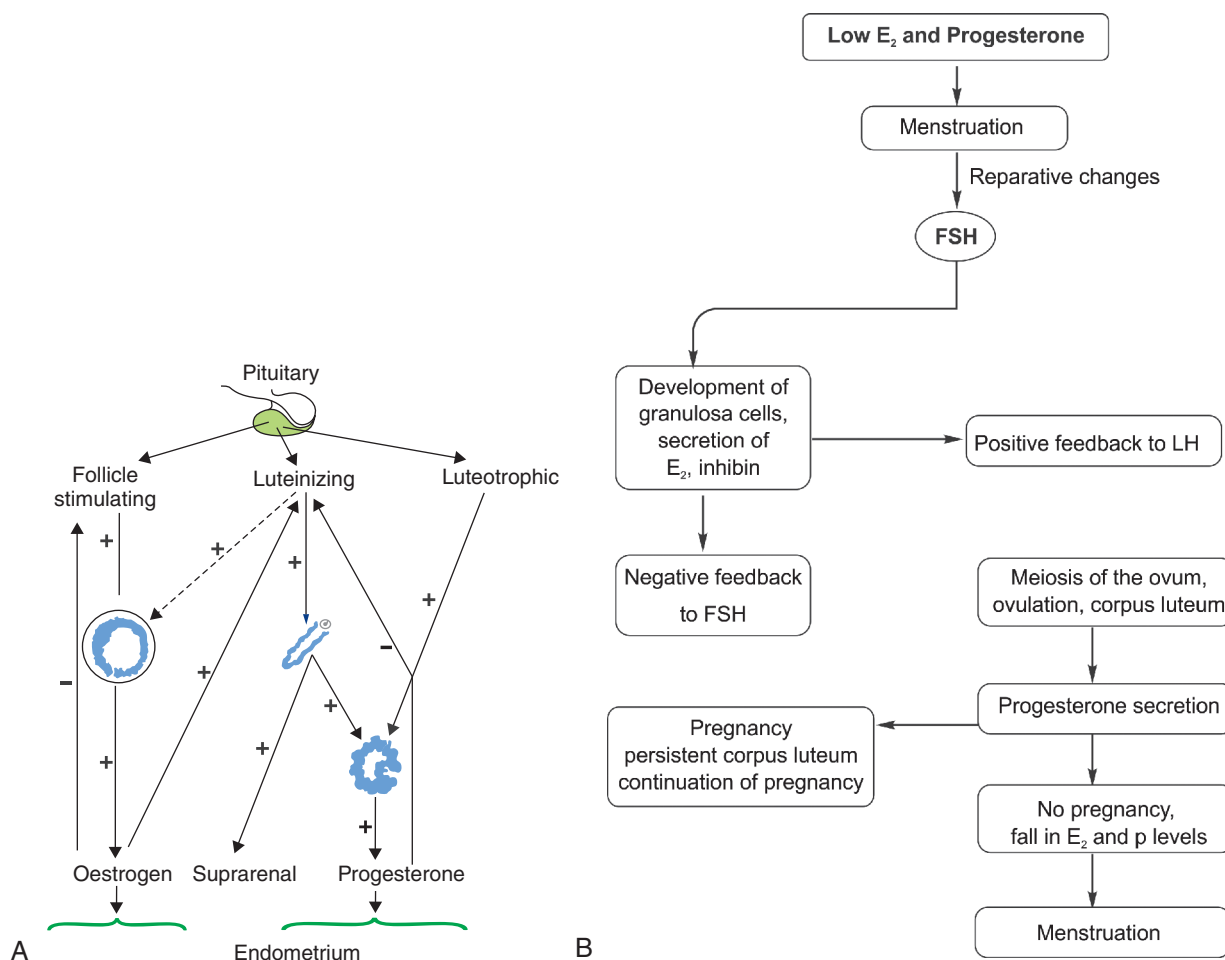 Pituitary
Follicle
stimulating
Luteinizing
Luteotrophic
+
+
+
+
+
-
-
+
+
+
+
Oestrogen
Suprarenal
Progesterone
Endometrium
A
Low E₂ and Progesterone
Menstruation
Reparative changes
FSH
Development of
granulosa cells,
secretion of
E₂, inhibin
Positive feedback to LH
Negative feedback
to FSH
Meiosis of the ovum,
ovulation, corpus luteum
Progesterone secretion
Pregnancy
persistent corpus luteum
continuation of pregnancy
No pregnancy,
fall in E₂ and p levels
Menstruation
B